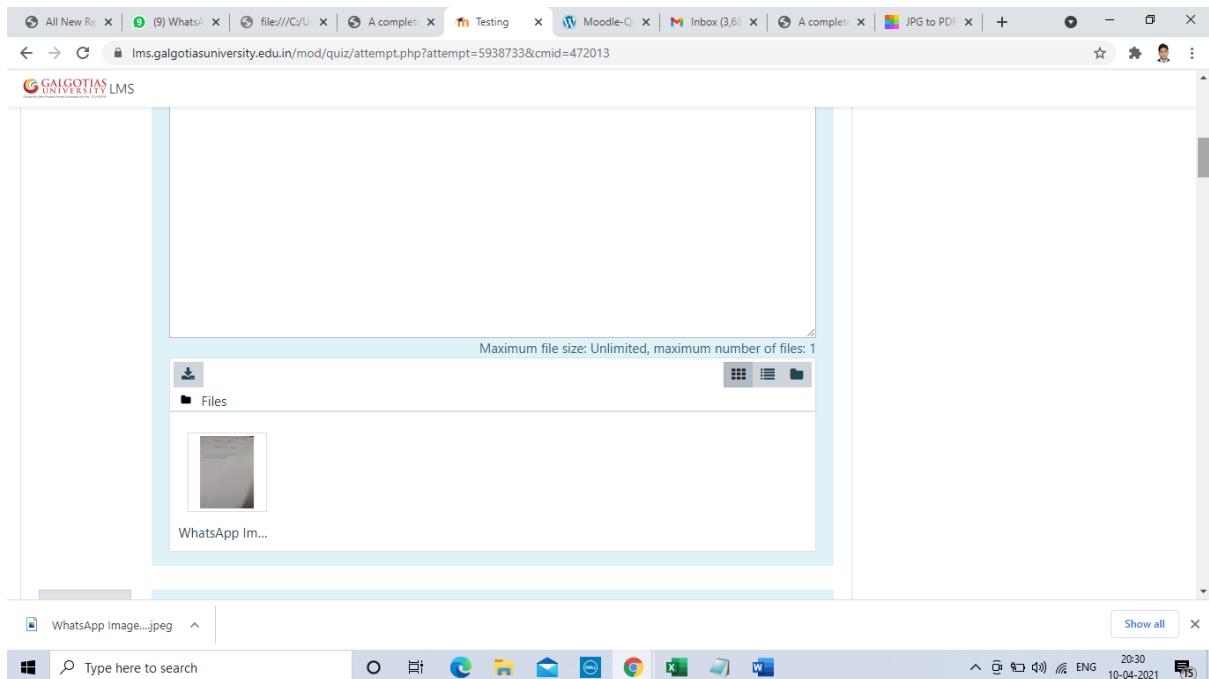 All New Re
(9) WhatsA
file:///C:/U
A complet
Testing
Moodle-Q
Inbox (3,6
A complet
JPG to PDF
lms.galgotiasuniversity.edu.in/mod/quiz/attempt.php?attempt=5938733&cmid=472013
GALGOTIAS UNIVERSITY LMS
Maximum file size: Unlimited, maximum number of files: 1
Files
WhatsApp Im...
WhatsApp Image....jpeg
Show all
Type here to search
ENG
20:30
10-04-2021
15